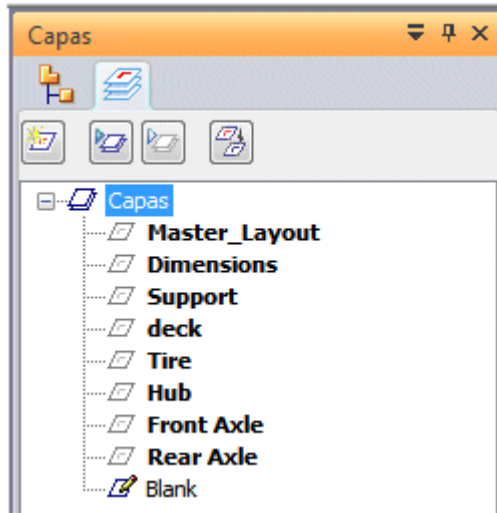 Capas
Capas
Master_Layout
Dimensions
Support
deck
Tire
Hub
Front Axle
Rear Axle
Blank